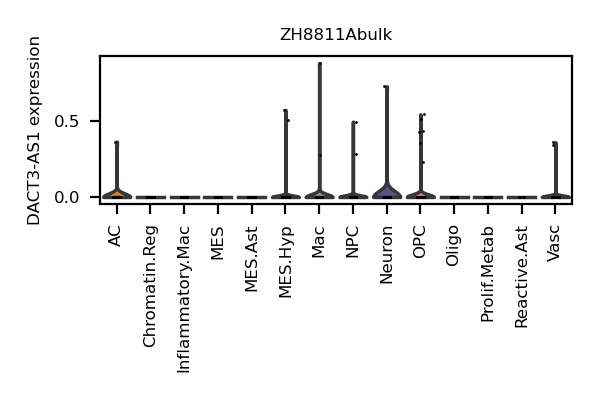 ZH8811Abulk
DACT3-AS1 expression
0.5
0.0
AC
Chromatin.Reg
Inflammatory.Mac
MES
MES.Ast
MES.Hyp
Mac
NPC
Neuron
OPC
Oligo
Prolif.Metab
Reactive.Ast
Vasc